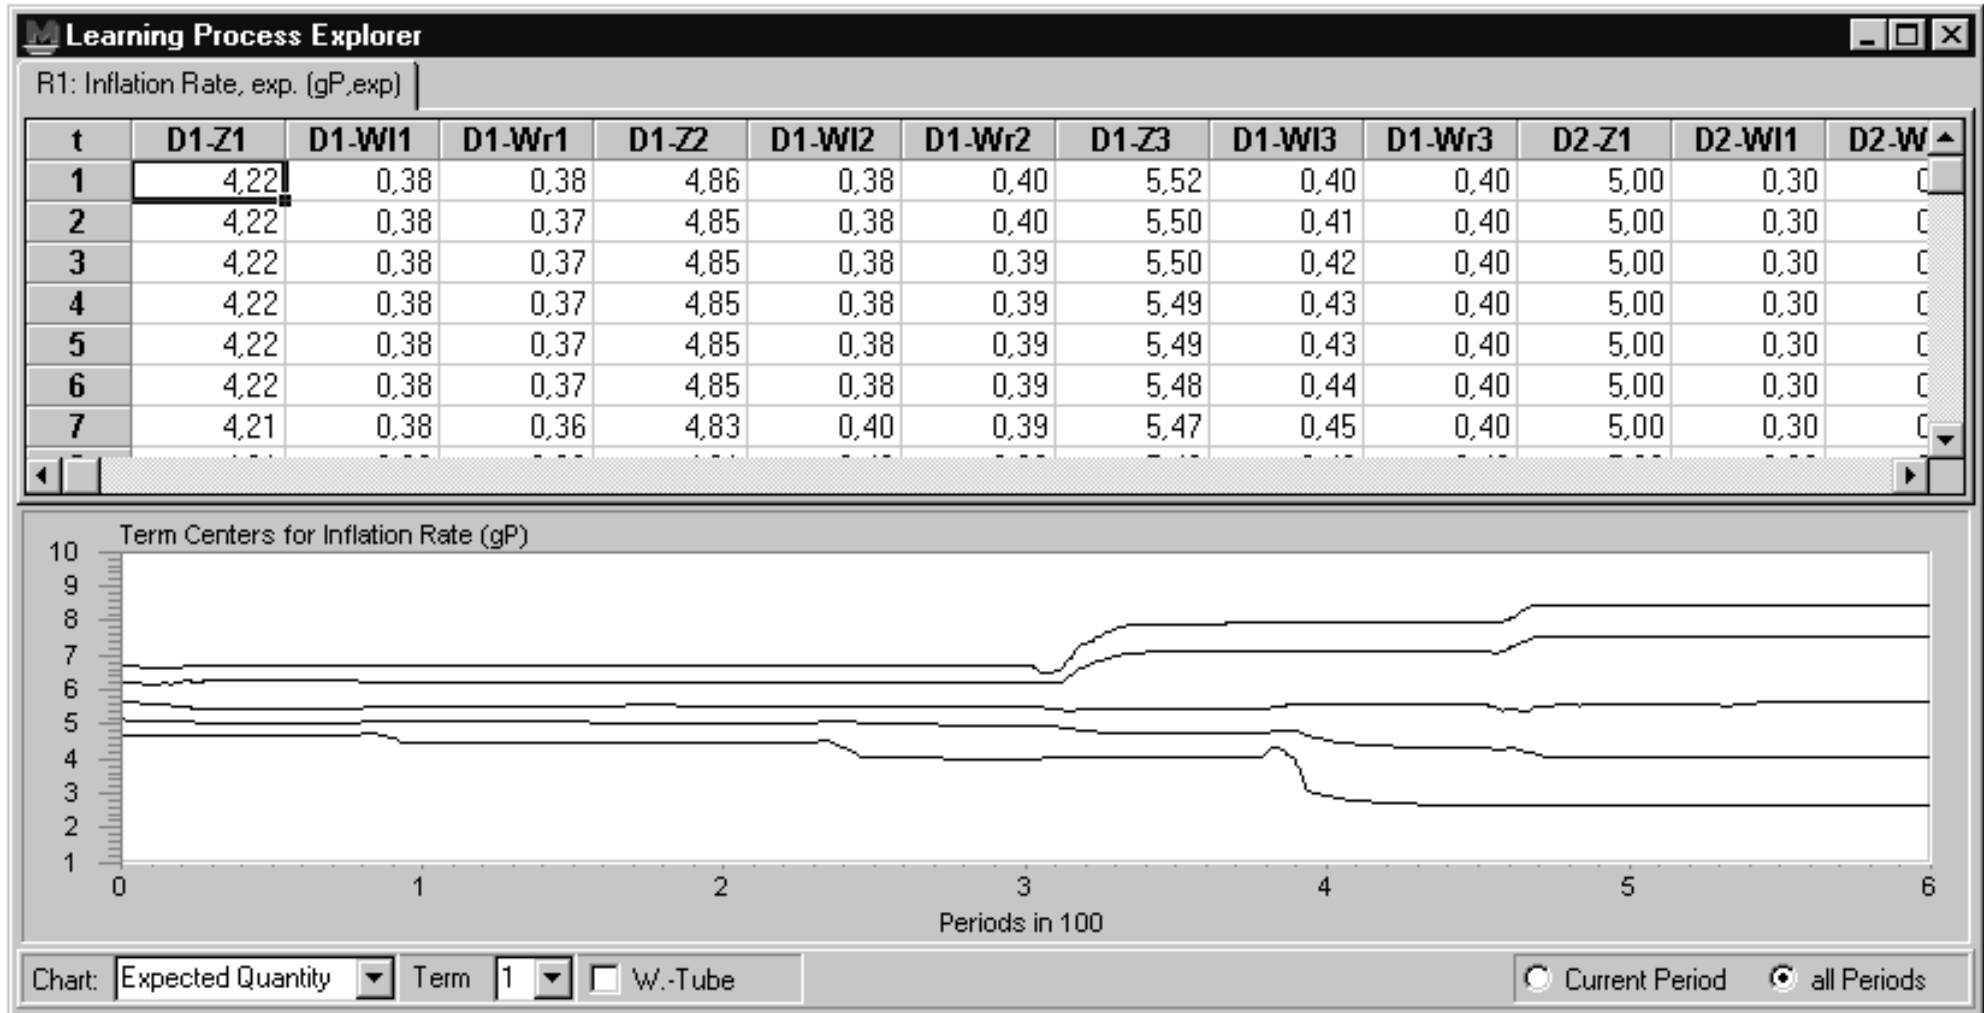 Learning Process Explorer
R1: Inflation Rate, exp. (gP,exp)
t D1-Z1 D1-Wl1 D1-Wr1 D1-Z2 D1-Wl2 D1-Wr2 D1-Z3 D1-Wl3 D1-Wr3 D2-Z1 D2-Wl1 D2-W
1 4,22 0,38 0,38 4,86 0,38 0,40 5,52 0,40 0,40 5,00 0,30
2 4,22 0,38 0,37 4,85 0,38 0,40 5,50 0,41 0,40 5,00 0,30
3 4,22 0,38 0,37 4,85 0,38 0,39 5,50 0,42 0,40 5,00 0,30
4 4,22 0,38 0,37 4,85 0,38 0,39 5,49 0,43 0,40 5,00 0,30
5 4,22 0,38 0,37 4,85 0,38 0,39 5,49 0,43 0,40 5,00 0,30
6 4,22 0,38 0,37 4,85 0,38 0,39 5,48 0,44 0,40 5,00 0,30
7 4,21 0,38 0,36 4,83 0,40 0,39 5,47 0,45 0,40 5,00 0,30
Term Centers for Inflation Rate (gP)
10
9
8
7
6
5
4
3
2
1
0 1 2 3 4 5 6
Periods in 100
Chart: Expected Quantity Term 1 W.-Tube Current Period all Periods